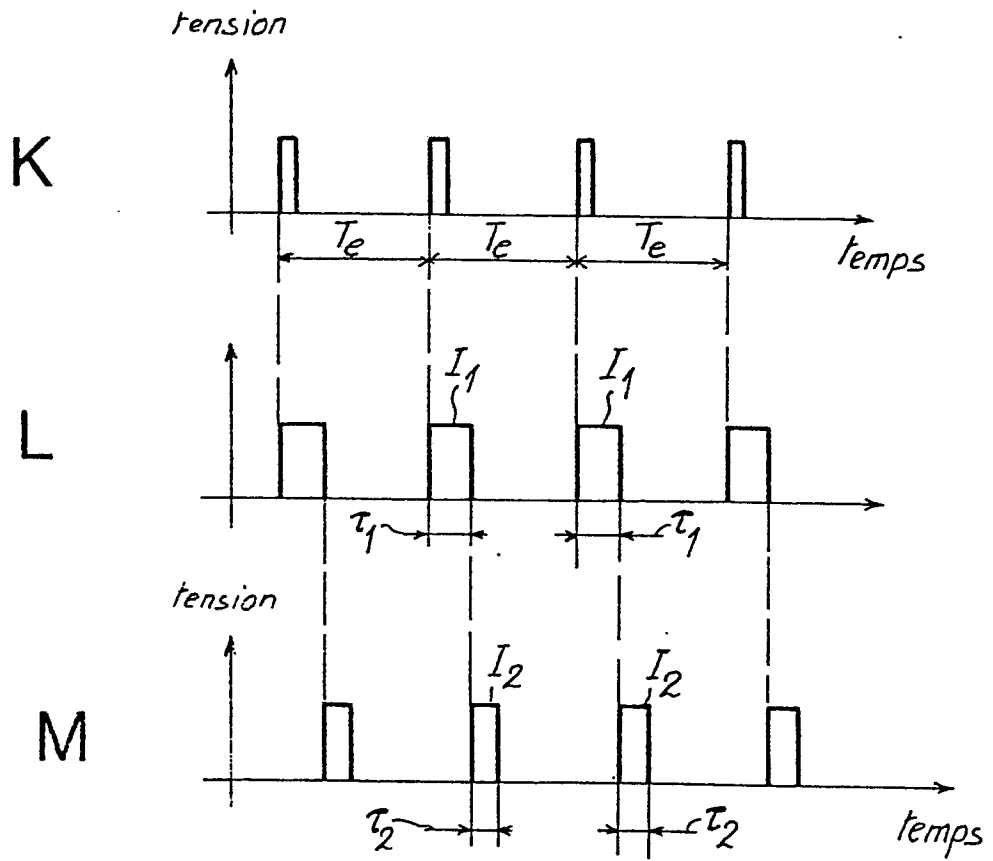 tension
K
Te Te Te
temps
I1 I1
L
τ1 τ1
tension
I2 I2
M
τ2 τ2
temps